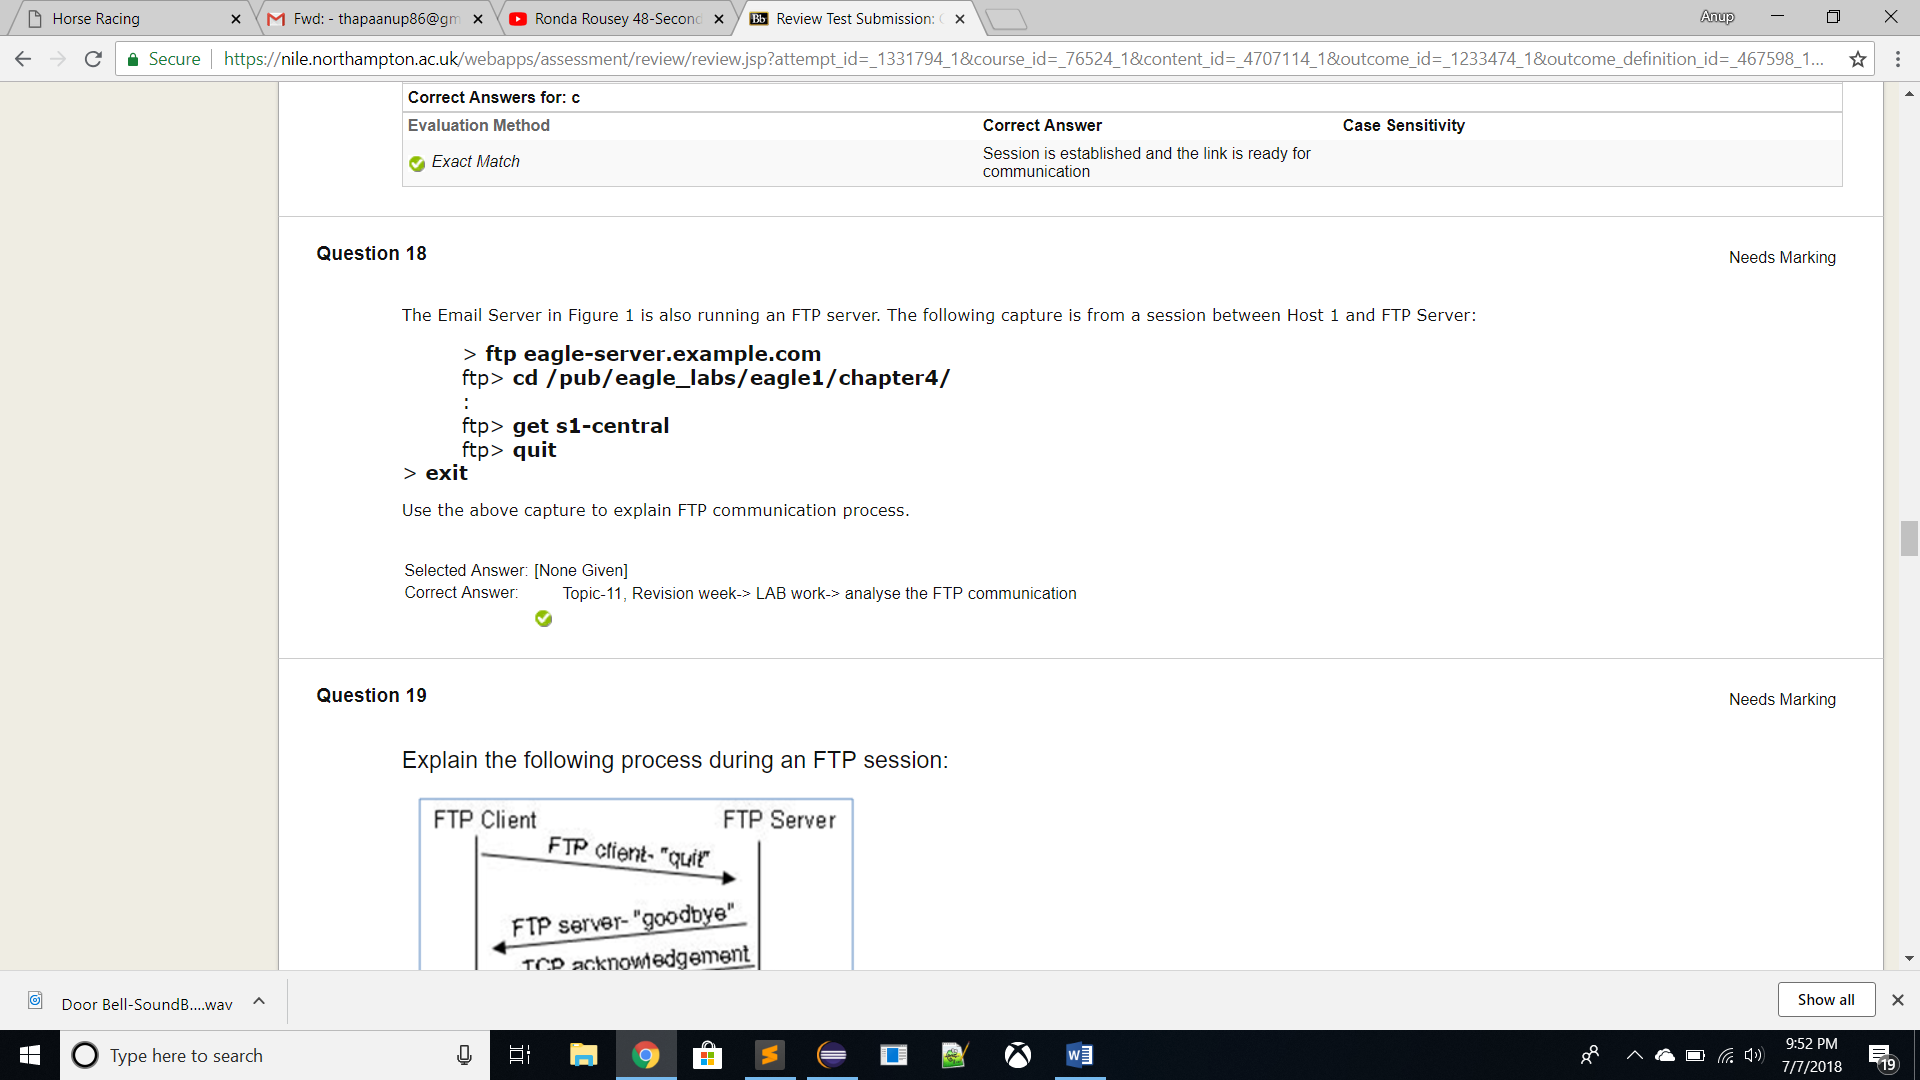 Horse Racing
Fwd: - thapaanup86@gm
Ronda Rousey 48-Second
Bb Review Test Submission:
Anup
Secure https://nile.northampton.ac.uk/webapps/assessment/review/review.jsp?attempt_id=_1331794_1&course_id=_76524_1&content_id=_4707114_1&outcome_id=_1233474_1&outcome_definition_id=_467598_1...
Correct Answers for: c
Evaluation Method Correct Answer Case Sensitivity
Exact Match
Session is established and the link is ready for
communication
Question 18
Needs Marking
The Email Server in Figure 1 is also running an FTP server. The following capture is from a session between Host 1 and FTP Server:
> ftp eagle-server.example.com
ftp> cd /pub/eagle_labs/eagle1/chapter4/
:
ftp> get s1-central
ftp> quit
> exit
Use the above capture to explain FTP communication process.
Selected Answer: [None Given]
Correct Answer: Topic-11, Revision week-> LAB work-> analyse the FTP communication
Question 19
Needs Marking
Explain the following process during an FTP session:
FTP Client FTP Server
FTP client- "quit"
FTP server- "goodbye"
TCP acknowledgement
Door Bell-SoundB....wav
Show all
Type here to search
9:52 PM
7/7/2018
19